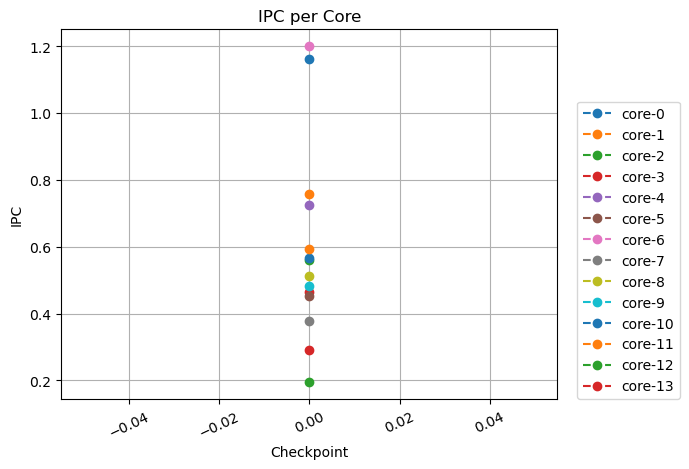 IPC per Core
IPC
1.2
1.0
0.8
0.6
0.4
0.2
−0.04
−0.02
0.00
0.02
0.04
Checkpoint
core-0
core-1
core-2
core-3
core-4
core-5
core-6
core-7
core-8
core-9
core-10
core-11
core-12
core-13